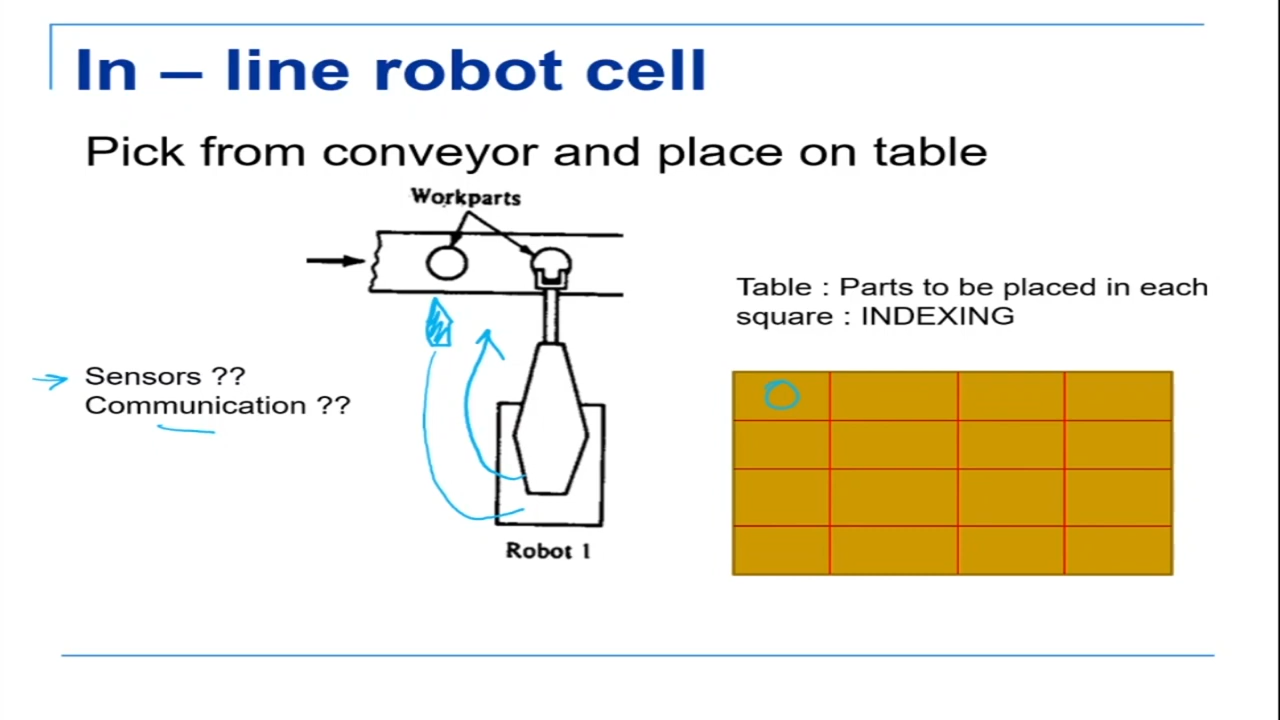 In – line robot cell
Pick from conveyor and place on table
Workparts
Table : Parts to be placed in each
square : INDEXING
Sensors ??
Communication ??
Robot 1